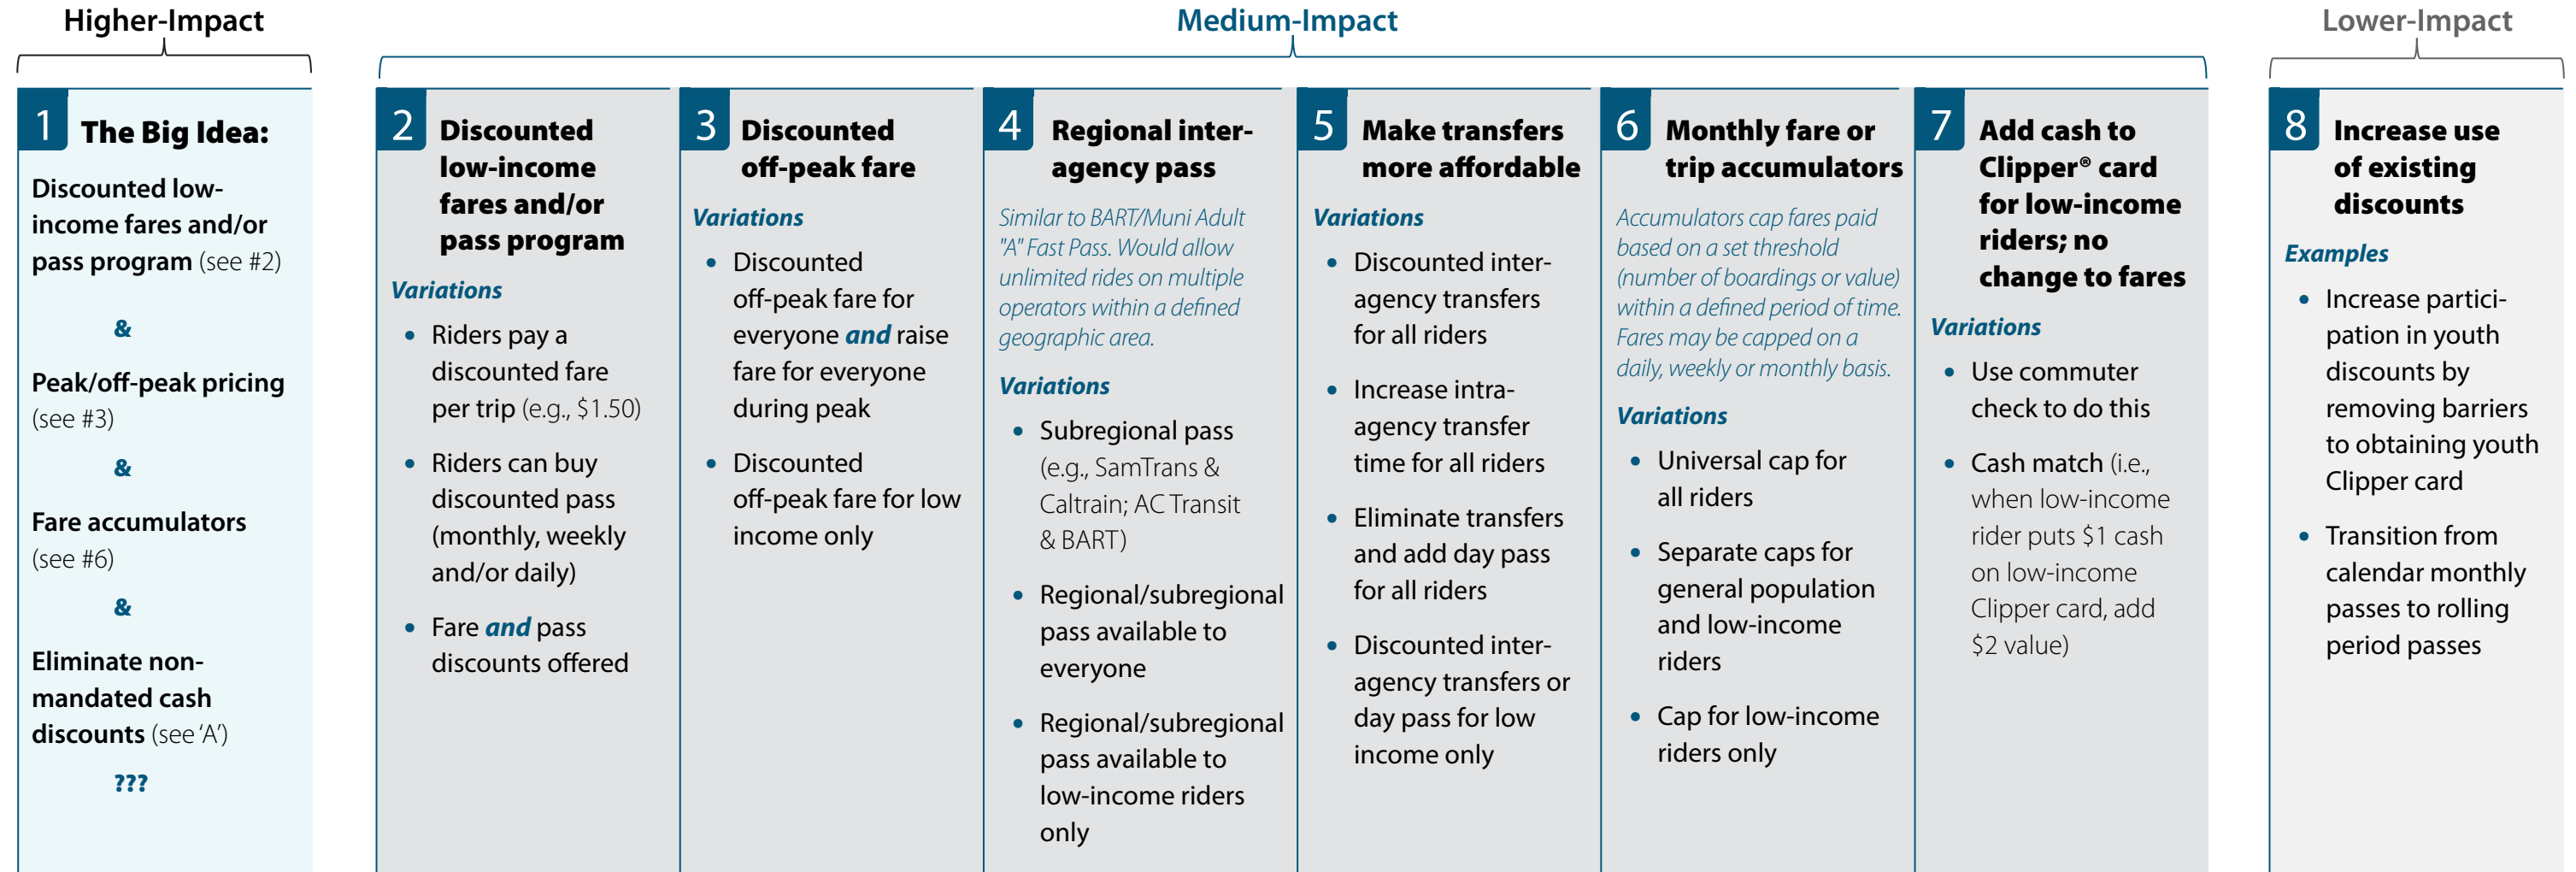 Higher-Impact
Medium-Impact
Lower-Impact
1 The Big Idea:
Discounted low-
income fares and/or
pass program (see #2)
&
Peak/off-peak pricing
(see #3)
&
Fare accumulators
(see #6)
&
Eliminate non-
mandated cash
discounts (see ‘A’)
???
2 Discounted
low-income
fares and/or
pass program
Variations
• Riders pay a
discounted fare
per trip (e.g., $1.50)
• Riders can buy
discounted pass
(monthly, weekly
and/or daily)
• Fare and pass
discounts offered
3 Discounted
off-peak fare
Variations
• Discounted
off-peak fare for
everyone and raise
fare for everyone
during peak
• Discounted
off-peak fare for low
income only
4 Regional inter-
agency pass
Similar to BART/Muni Adult
"A" Fast Pass. Would allow
unlimited rides on multiple
operators within a defined
geographic area.
Variations
• Subregional pass
(e.g., SamTrans &
Caltrain; AC Transit
& BART)
• Regional/subregional
pass available to
everyone
• Regional/subregional
pass available to
low-income riders
only
5 Make transfers
more affordable
Variations
• Discounted inter-
agency transfers
for all riders
• Increase intra-
agency transfer
time for all riders
• Eliminate transfers
and add day pass
for all riders
• Discounted inter-
agency transfers or
day pass for low
income only
6 Monthly fare or
trip accumulators
Accumulators cap fares paid
based on a set threshold
(number of boardings or value)
within a defined period of time.
Fares may be capped on a
daily, weekly or monthly basis.
Variations
• Universal cap for
all riders
• Separate caps for
general population
and low-income
riders
• Cap for low-income
riders only
7 Add cash to
Clipper® card
for low-income
riders; no
change to fares
Variations
• Use commuter
check to do this
• Cash match (i.e.,
when low-income
rider puts $1 cash
on low-income
Clipper card, add
$2 value)
8 Increase use
of existing
discounts
Examples
• Increase partici-
pation in youth
discounts by
removing barriers
to obtaining youth
Clipper card
• Transition from
calendar monthly
passes to rolling
period passes